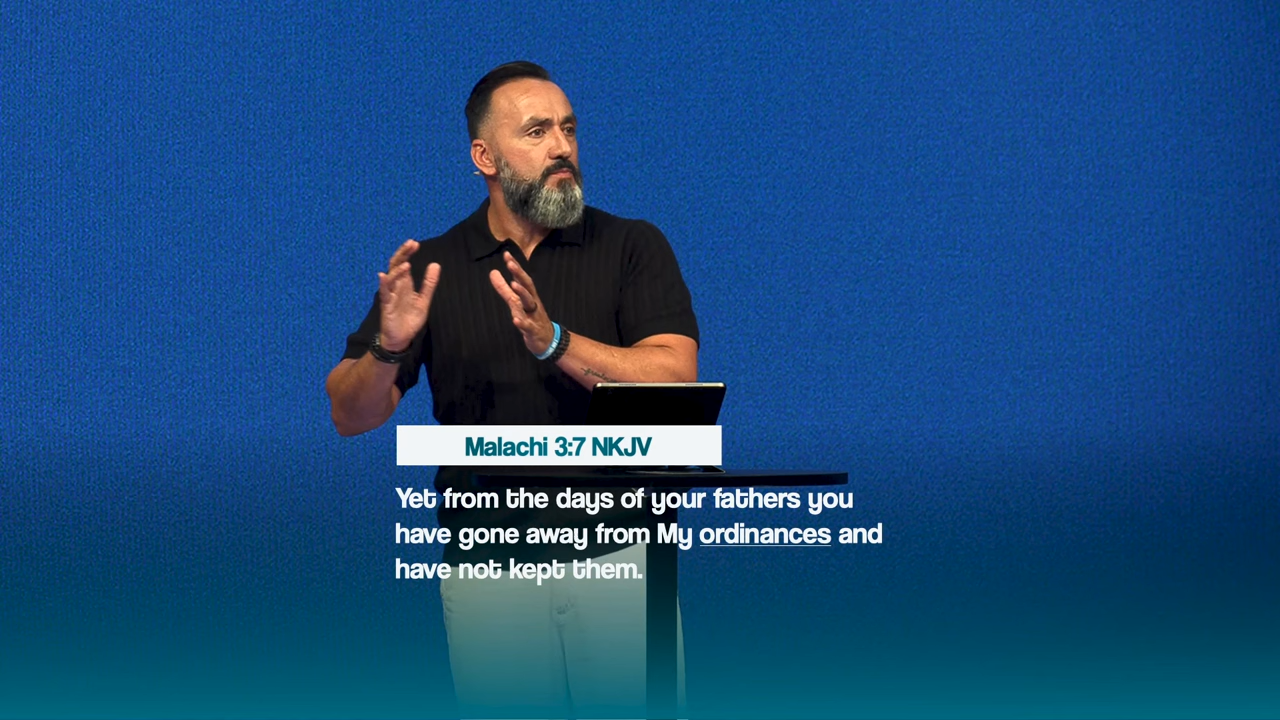 Malachi 3:7 NKJV
Yet from the days of your fathers you
have gone away from My ordinances and
have not kept them.